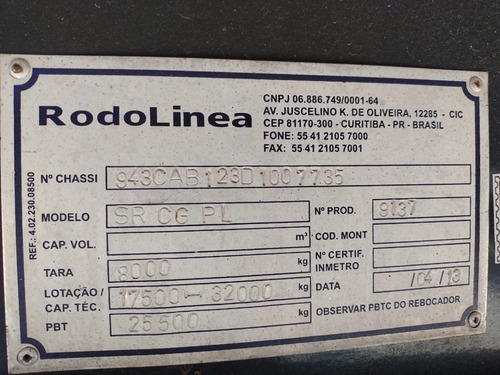 RodoLinea
CNPJ 06.886.749/0001-64
AV. JUSCELINO K. DE OLIVEIRA, 12285 - CIC
CEP 81170-300 - CURITIBA - PR - BRASIL
FONE: 55 41 2105 7000
FAX: 55 41 2105 7001
Nº CHASSI 943CAB123D1007735
MODELO SR CG PL Nº PROD. 9137
CAP. VOL. m³ COD. MONT
TARA 8000 kg Nº CERTIF. INMETRO
LOTAÇÃO / CAP. TÉC. 17500-32000 kg DATA /04/13
PBT 25500 kg OBSERVAR PBTC DO REBOCADOR
REF.: 4.02.230.08500